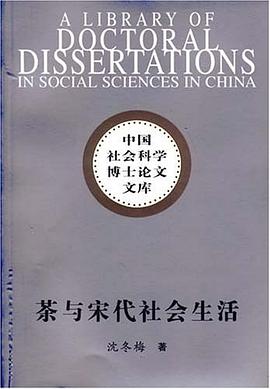 A LIBRARY OF
DOCTORAL
DISSERTATIONS
IN SOCIAL SCIENCES IN CHINA
中国
社会科学
博士论文
文库
茶与宋代社会生活
沈冬梅 著